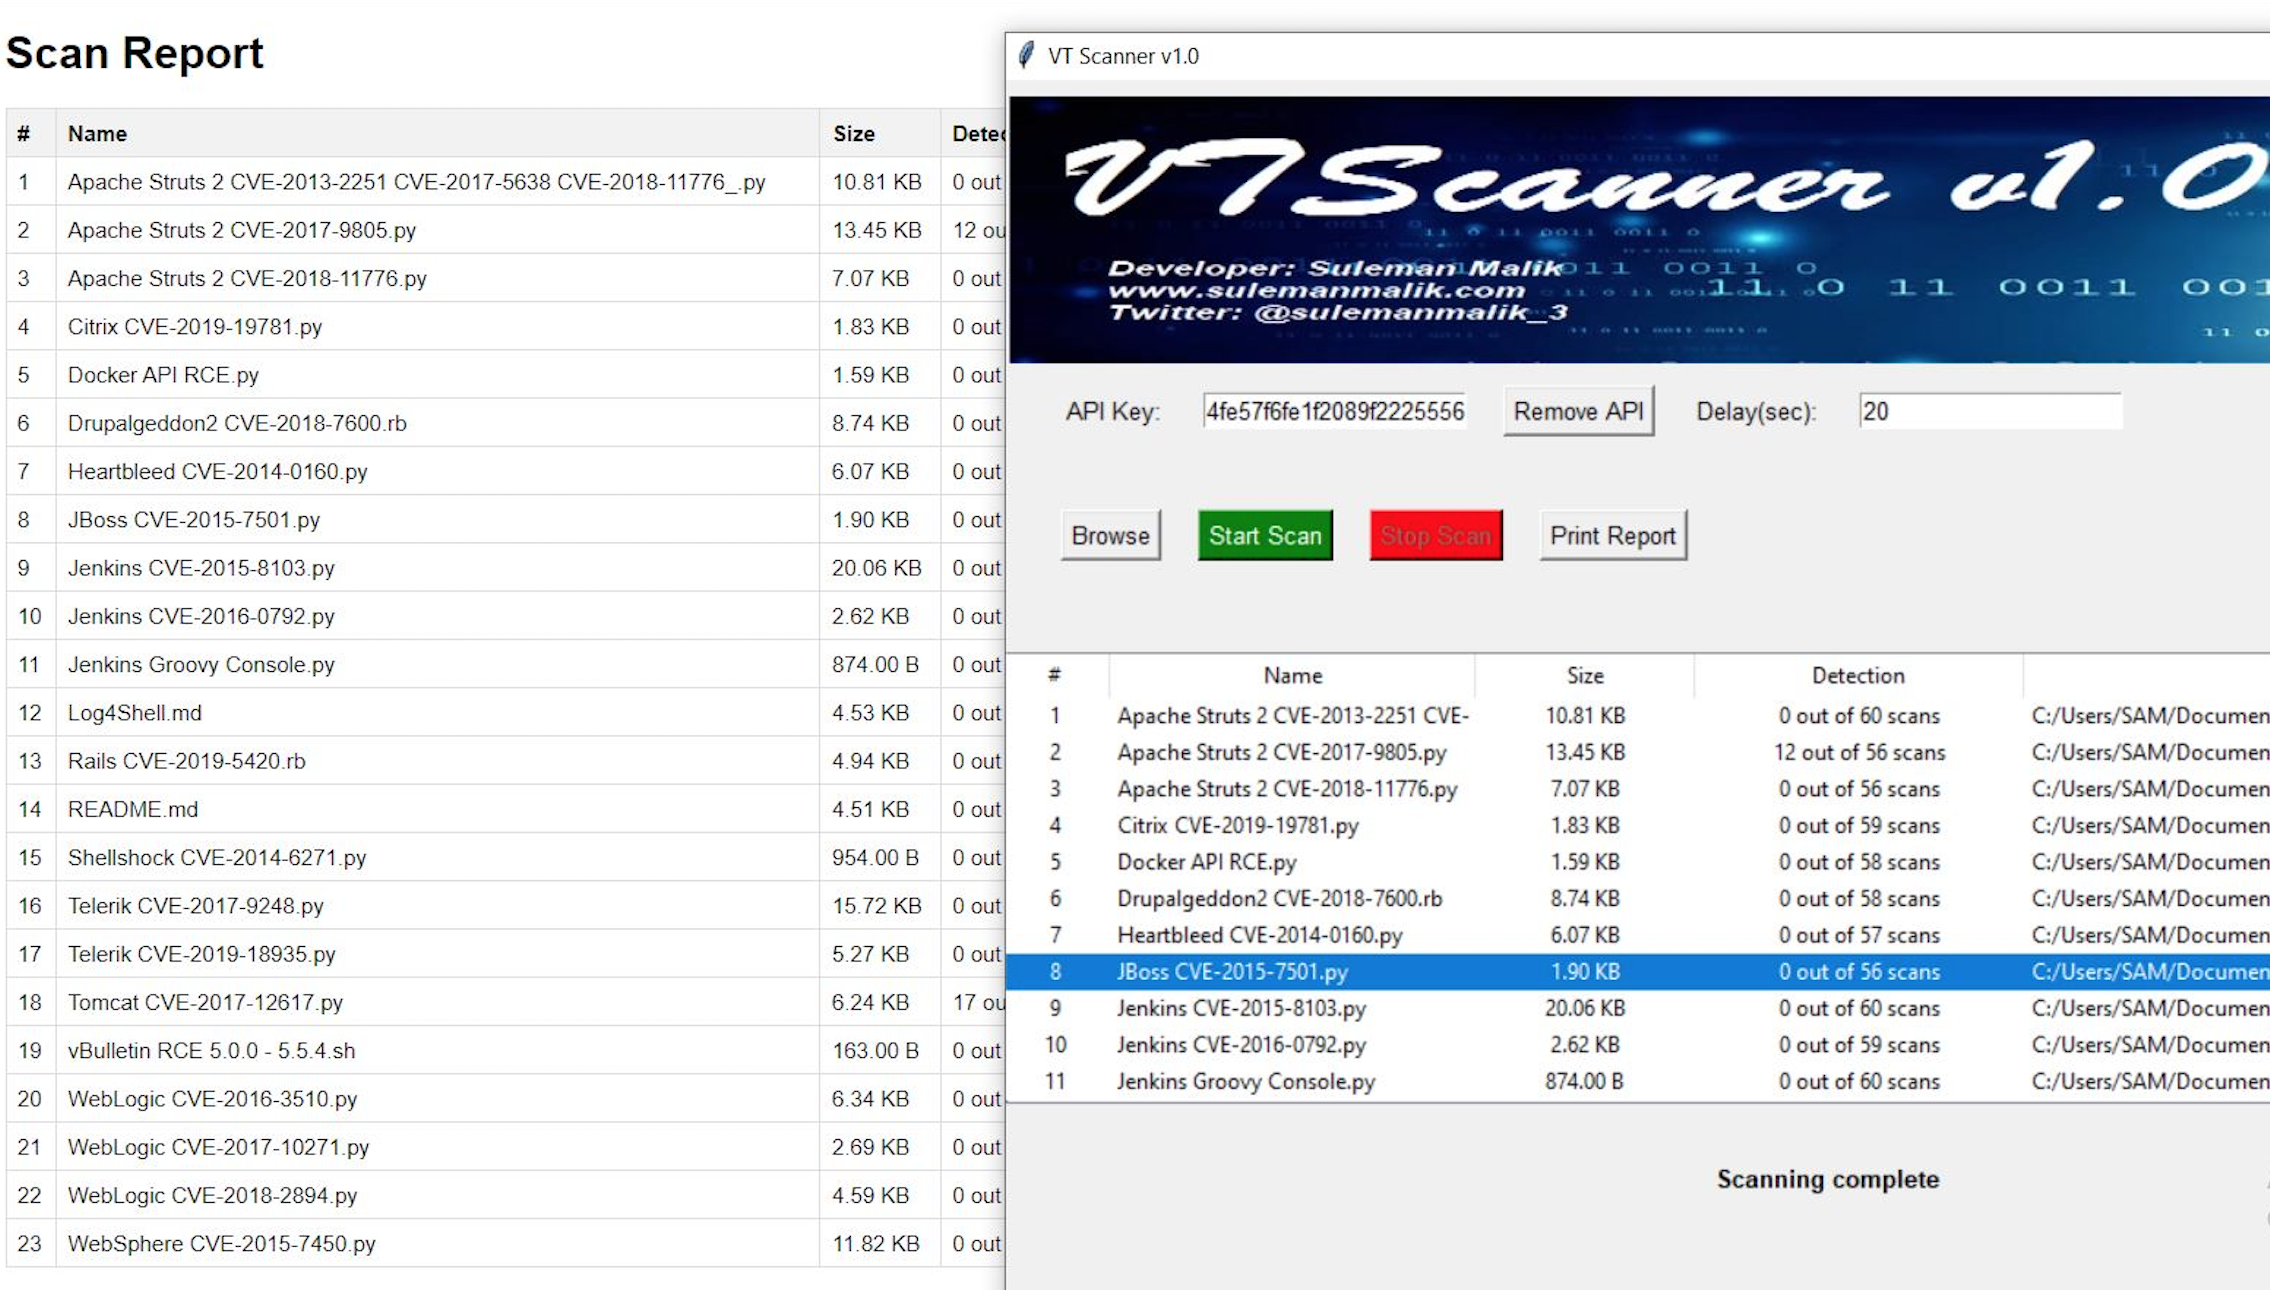 Scan Report
# Name Size Detec
1 Apache Struts 2 CVE-2013-2251 CVE-2017-5638 CVE-2018-11776_.py 10.81 KB 0 out
2 Apache Struts 2 CVE-2017-9805.py 13.45 KB 12 ou
3 Apache Struts 2 CVE-2018-11776.py 7.07 KB 0 out
4 Citrix CVE-2019-19781.py 1.83 KB 0 out
5 Docker API RCE.py 1.59 KB 0 out
6 Drupalgeddon2 CVE-2018-7600.rb 8.74 KB 0 out
7 Heartbleed CVE-2014-0160.py 6.07 KB 0 out
8 JBoss CVE-2015-7501.py 1.90 KB 0 out
9 Jenkins CVE-2015-8103.py 20.06 KB 0 out
10 Jenkins CVE-2016-0792.py 2.62 KB 0 out
11 Jenkins Groovy Console.py 874.00 B 0 out
12 Log4Shell.md 4.53 KB 0 out
13 Rails CVE-2019-5420.rb 4.94 KB 0 out
14 README.md 4.51 KB 0 out
15 Shellshock CVE-2014-6271.py 954.00 B 0 out
16 Telerik CVE-2017-9248.py 15.72 KB 0 out
17 Telerik CVE-2019-18935.py 5.27 KB 0 out
18 Tomcat CVE-2017-12617.py 6.24 KB 17 ou
19 vBulletin RCE 5.0.0 - 5.5.4.sh 163.00 B 0 out
20 WebLogic CVE-2016-3510.py 6.34 KB 0 out
21 WebLogic CVE-2017-10271.py 2.69 KB 0 out
22 WebLogic CVE-2018-2894.py 4.59 KB 0 out
23 WebSphere CVE-2015-7450.py 11.82 KB 0 out
VT Scanner v1.0
VTScanner v1.0
Developer: Suleman Malik
www.sulemanmalik.com
Twitter: @sulemanmalik_3
API Key: 4fe57f6fe1f2089f2225556 Remove API Delay(sec): 20
Browse Start Scan Stop Scan Print Report
# Name Size Detection
1 Apache Struts 2 CVE-2013-2251 CVE- 10.81 KB 0 out of 60 scans C:/Users/SAM/Documen
2 Apache Struts 2 CVE-2017-9805.py 13.45 KB 12 out of 56 scans C:/Users/SAM/Documen
3 Apache Struts 2 CVE-2018-11776.py 7.07 KB 0 out of 56 scans C:/Users/SAM/Documen
4 Citrix CVE-2019-19781.py 1.83 KB 0 out of 59 scans C:/Users/SAM/Documen
5 Docker API RCE.py 1.59 KB 0 out of 58 scans C:/Users/SAM/Documen
6 Drupalgeddon2 CVE-2018-7600.rb 8.74 KB 0 out of 58 scans C:/Users/SAM/Documen
7 Heartbleed CVE-2014-0160.py 6.07 KB 0 out of 57 scans C:/Users/SAM/Documen
8 JBoss CVE-2015-7501.py 1.90 KB 0 out of 56 scans C:/Users/SAM/Documen
9 Jenkins CVE-2015-8103.py 20.06 KB 0 out of 60 scans C:/Users/SAM/Documen
10 Jenkins CVE-2016-0792.py 2.62 KB 0 out of 59 scans C:/Users/SAM/Documen
11 Jenkins Groovy Console.py 874.00 B 0 out of 60 scans C:/Users/SAM/Documen
Scanning complete